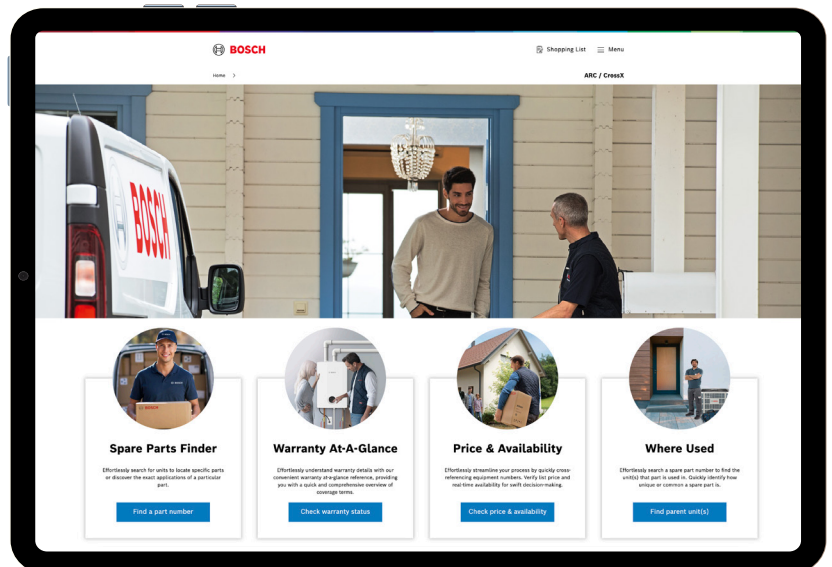 BOSCH
Shopping List
Menu
Home
ARC / CrossX
BOSCH
BOSCH
Spare Parts Finder
Effortlessly search for units to locate specific parts
or discover the exact applications of a particular
part.
Find a part number
Warranty At-A-Glance
Effortlessly understand warranty details with our
convenient warranty at-a-glance reference, providing
you with a quick and comprehensive overview of
coverage terms.
Check warranty status
Price & Availability
Effortlessly streamline your process by quickly cross-
referencing equipment numbers. Verify list price and
real-time availability for swift decision-making.
Check price & availability
Where Used
Effortlessly search a spare part number to find the
unit(s) that part is used in. Quickly identify how
unique or common a spare part is.
Find parent unit(s)